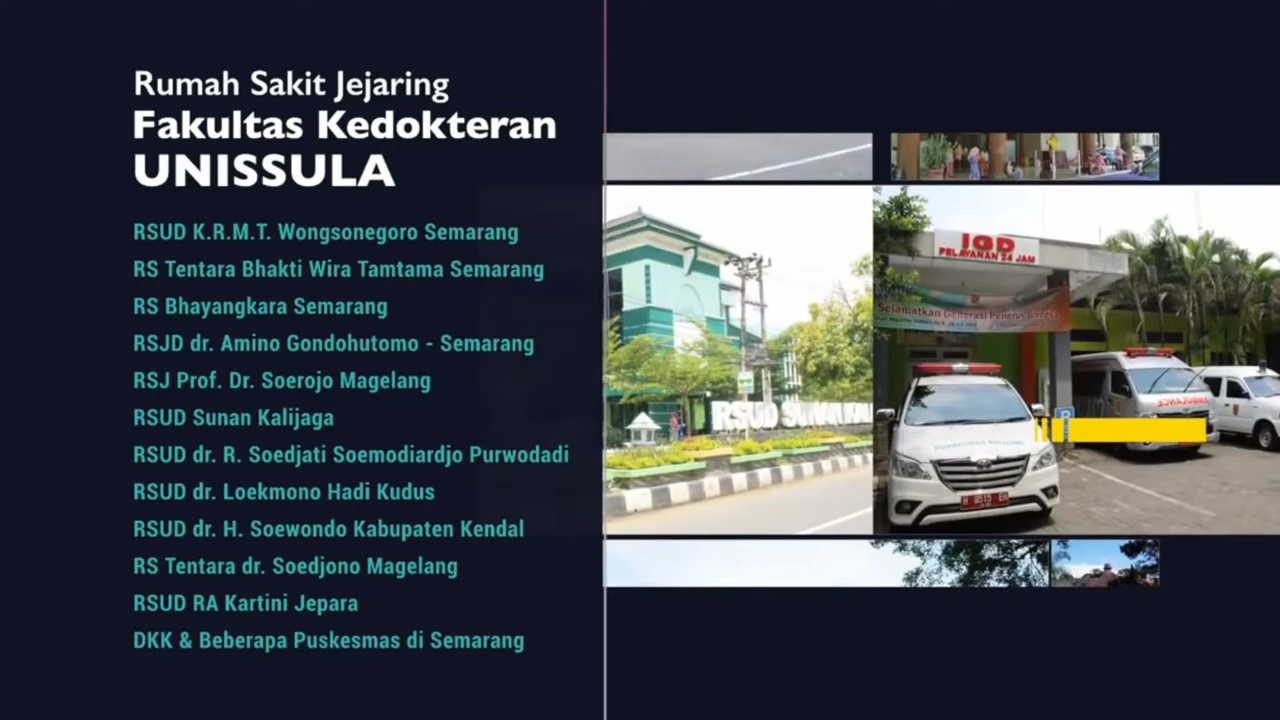 Rumah Sakit Jejaring
Fakultas Kedokteran
UNISSULA
RSUD K.R.M.T. Wongsonegoro Semarang
RS Tentara Bhakti Wira Tamtama Semarang
RS Bhayangkara Semarang
RSJD dr. Amino Gondohutomo - Semarang
RSJ Prof. Dr. Soerojo Magelang
RSUD Sunan Kalijaga
RSUD dr. R. Soedjati Soemodiardjo Purwodadi
RSUD dr. Loekmono Hadi Kudus
RSUD dr. H. Soewondo Kabupaten Kendal
RS Tentara dr. Soedjono Magelang
RSUD RA Kartini Jepara
DKK & Beberapa Puskesmas di Semarang
IGD
PELAYANAN 24 JAM
Selamatkan Generasi Penerus Bangsa
RSUD
P
AMBULANCE
H 9515